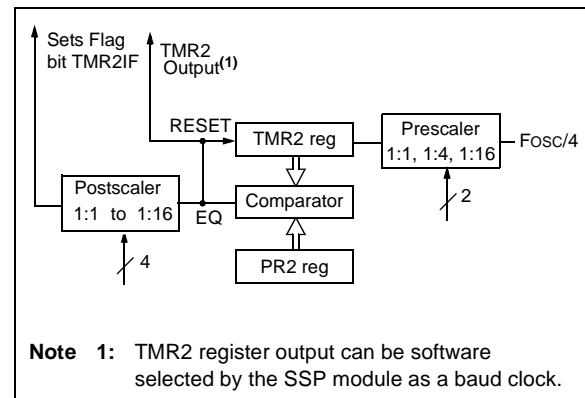 Sets Flag
bit TMR2IF
TMR2
Output(1)
RESET
TMR2 reg
Prescaler
1:1, 1:4, 1:16
FOSC/4
2
Postscaler
1:1 to 1:16
EQ
Comparator
4
PR2 reg
Note 1: TMR2 register output can be software
selected by the SSP module as a baud clock.